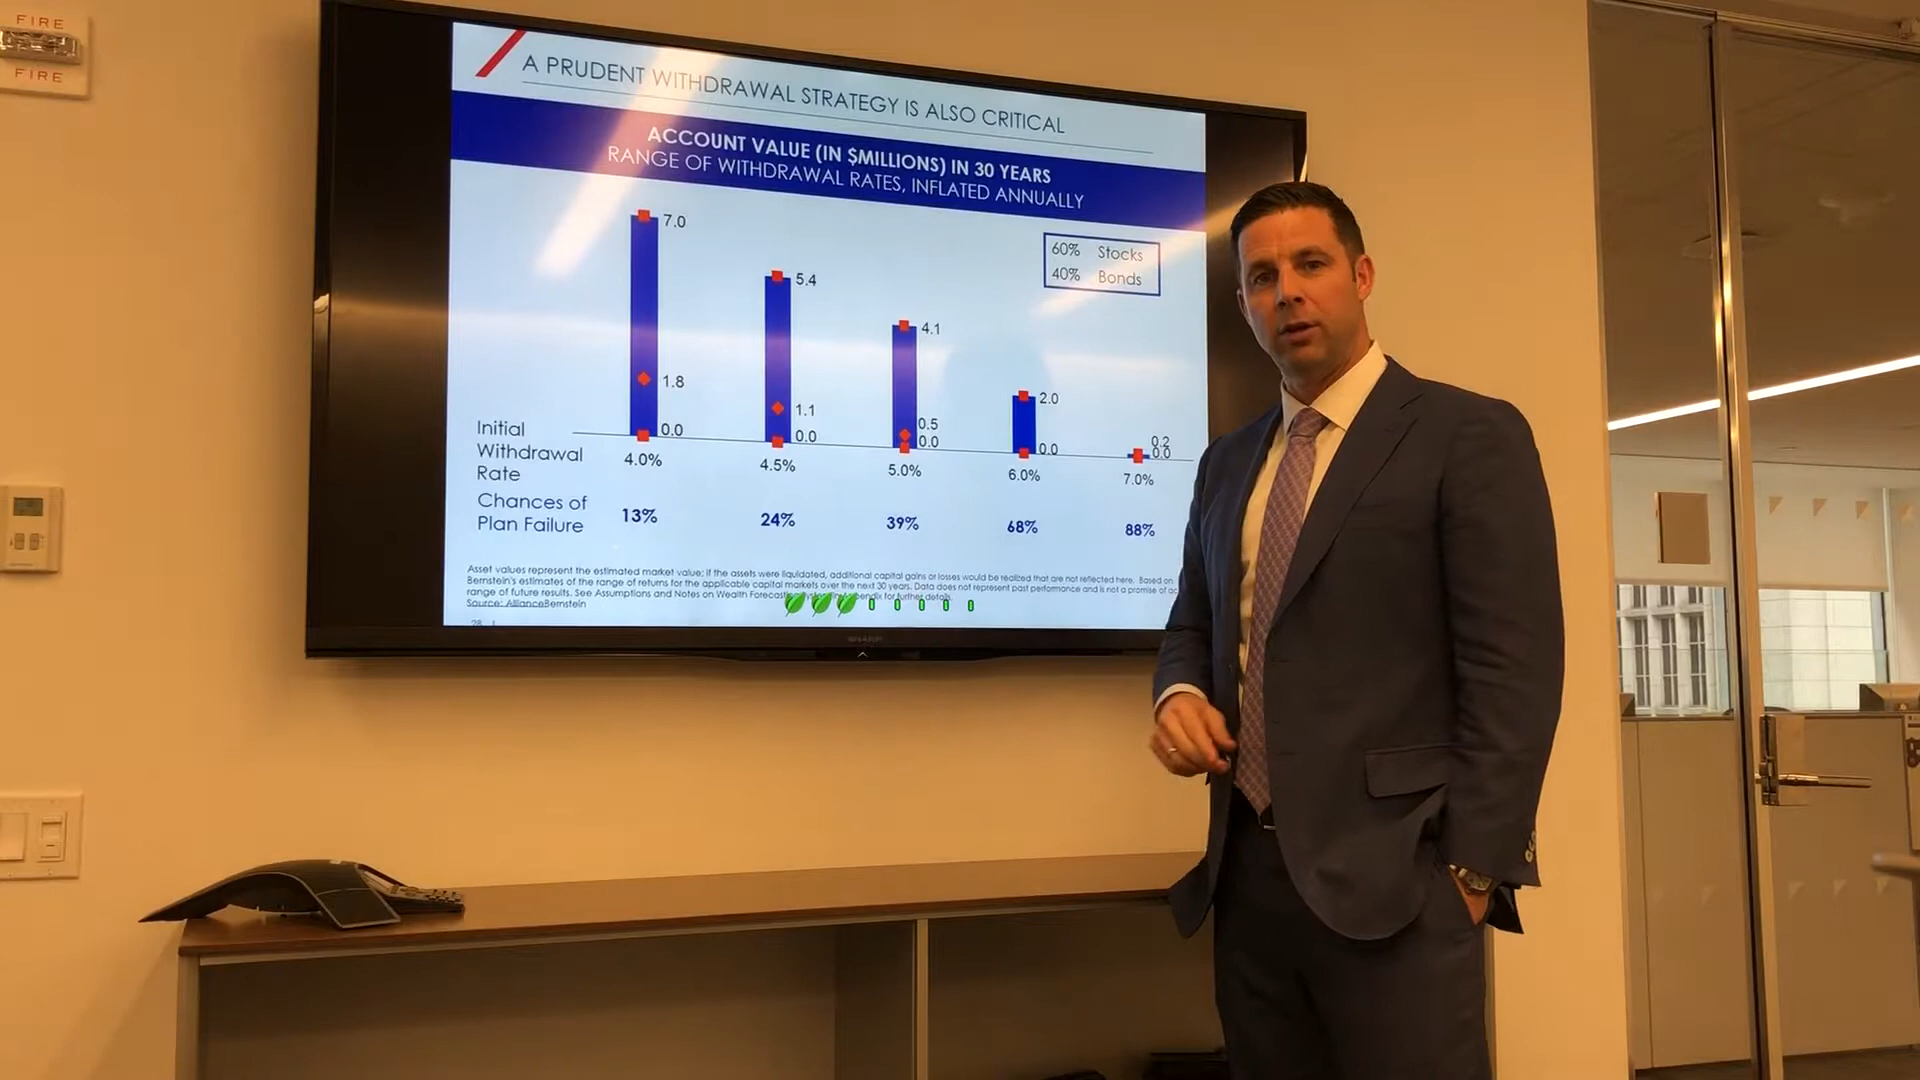 FIRE
FIRE
A PRUDENT WITHDRAWAL STRATEGY IS ALSO CRITICAL
ACCOUNT VALUE (IN $MILLIONS) IN 30 YEARS
RANGE OF WITHDRAWAL RATES, INFLATED ANNUALLY
60% Stocks
40% Bonds
7.0
5.4
4.1
2.0
0.2
1.8
1.1
0.5
0.0
0.0
0.0
0.0
0.0
Initial
Withdrawal
Rate
4.0%
4.5%
5.0%
6.0%
7.0%
Chances of
Plan Failure
13%
24%
39%
68%
88%
Asset values represent the estimated market value; if the assets were liquidated, additional capital gains or losses would be realized that are not reflected here. Based on
Bernstein's estimates of the range of returns for the applicable capital markets over the next 30 years. Data does not represent past performance and is not a promise of
range of future results. See Assumptions and Notes on Wealth Forecasting in Appendix for further details.
Source: AllianceBernstein
28
SHARP